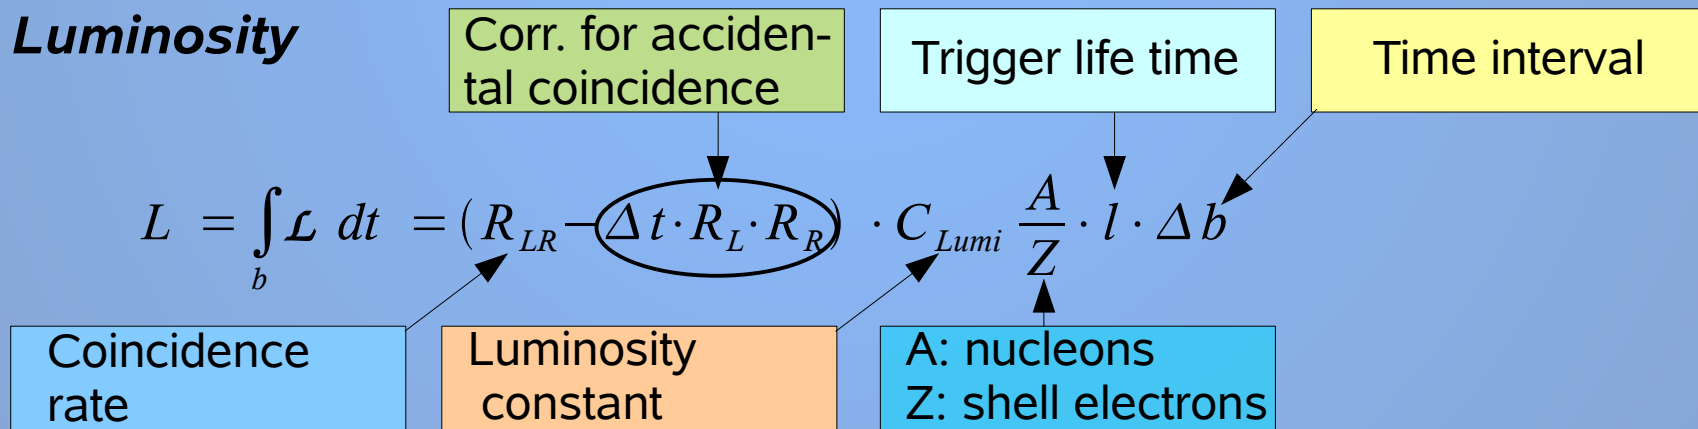 Luminosity
Corr. for acciden-
tal coincidence
Trigger life time
Time interval
L = ∫_b ℒ dt = (R_LR − Δt·R_L·R_R) · C_Lumi A/Z · l · Δb
Coincidence
rate
Luminosity
constant
A: nucleons
Z: shell electrons